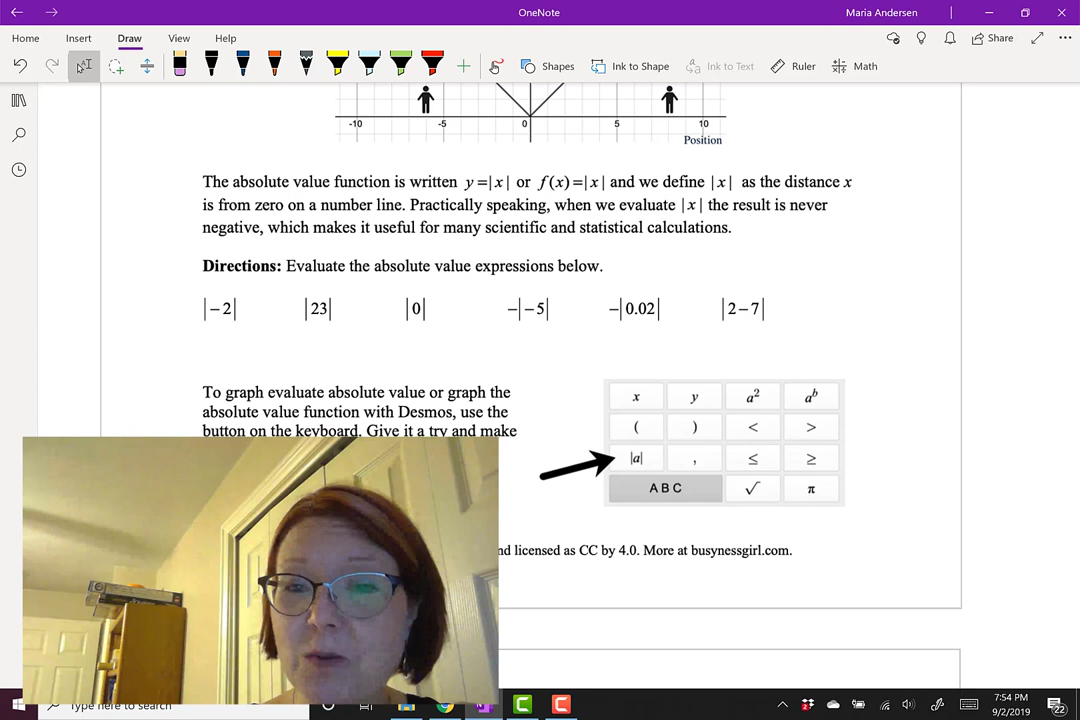 OneNote
Maria Andersen
Home Insert Draw View Help
Share
Shapes Ink to Shape Ink to Text Ruler Math
-10 -5 0 5 10
Position
The absolute value function is written y=|x| or f(x)=|x| and we define |x| as the distance x
is from zero on a number line. Practically speaking, when we evaluate |x| the result is never
negative, which makes it useful for many scientific and statistical calculations.
Directions: Evaluate the absolute value expressions below.
|−2| |23| |0| −|−5| −|0.02| |2−7|
To graph evaluate absolute value or graph the
absolute value function with Desmos, use the
button on the keyboard. Give it a try and make
x y a² aᵇ
( ) < >
|a| , ≤ ≥
A B C √ π
nd licensed as CC by 4.0. More at busynessgirl.com.
Type here to search
7:54 PM
9/2/2019
22